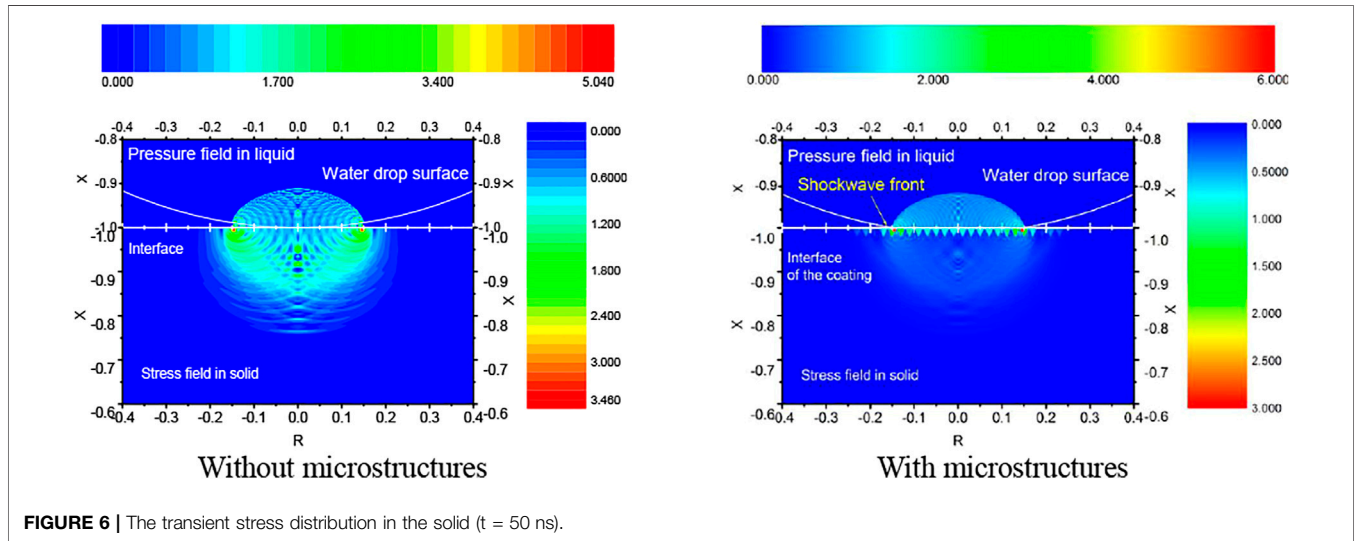 0.000 1.700 3.400 5.040
-0.4 -0.3 -0.2 -0.1 0.0 0.1 0.2 0.3 0.4
-0.8 -0.8
Pressure field in liquid
Water drop surface
X -0.9 -0.9 X
-1.0 -1.0
-1.0 -1.0
Interface
-0.9 -0.9
X -0.8 -0.8 X
-0.7 -0.7
Stress field in solid
-0.6 -0.6
-0.4 -0.3 -0.2 -0.1 0.0 0.1 0.2 0.3 0.4
R
0.000
0.6000
1.200
1.800
2.400
3.000
3.460
Without microstructures
0.000 2.000 4.000 6.000
-0.4 -0.3 -0.2 -0.1 0.0 0.1 0.2 0.3 0.4
-0.8 -0.8
Pressure field in liquid
Water drop surface
Shockwave front
X -0.9 -0.9 X
-1.0
-1.0 -1.0
Interface
of the coating
-0.9 -0.9
X -0.8 -0.8 X
-0.7 -0.7
Stress field in solid
-0.6 -0.6
-0.4 -0.3 -0.2 -0.1 0.0 0.1 0.2 0.3 0.4
R
0.000
0.5000
1.000
1.500
2.000
2.500
3.000
With microstructures
FIGURE 6 | The transient stress distribution in the solid (t = 50 ns).